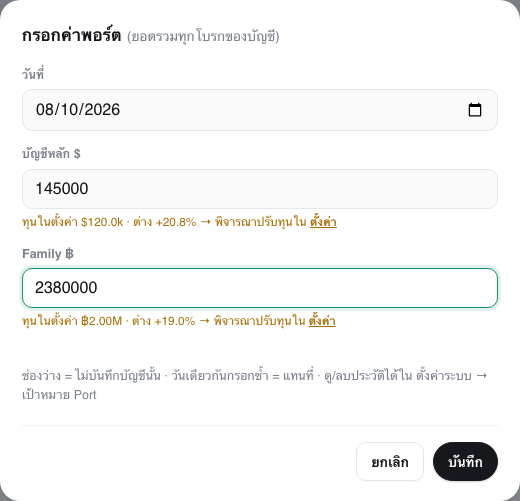 กรอกค่าพอร์ต (ยอดรวมทุกโบรกของบัญชี)
วันที่
08/10/2026
บัญชีหลัก $
145000
ทุนในตั้งค่า $120.0k · ต่าง +20.8% → พิจารณาปรับทุนใน ตั้งค่า
Family ฿
2380000
ทุนในตั้งค่า ฿2.00M · ต่าง +19.0% → พิจารณาปรับทุนใน ตั้งค่า
ช่องว่าง = ไม่บันทึกบัญชีนั้น · วันเดียวกันกรอกซ้ำ = แทนที่ · ดู/ลบประวัติได้ใน ตั้งค่าระบบ →
เป้าหมาย Port
ยกเลิก บันทึก